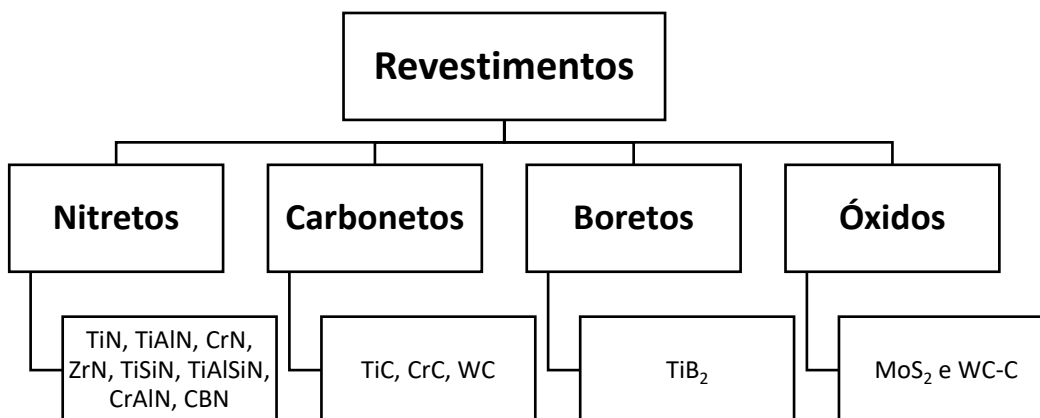 Revestimentos
Nitretos
Carbonetos
Boretos
Óxidos
TiN, TiAlN, CrN,
ZrN, TiSiN, TiAlSiN,
CrAlN, CBN
TiC, CrC, WC
TiB₂
MoS₂ e WC-C